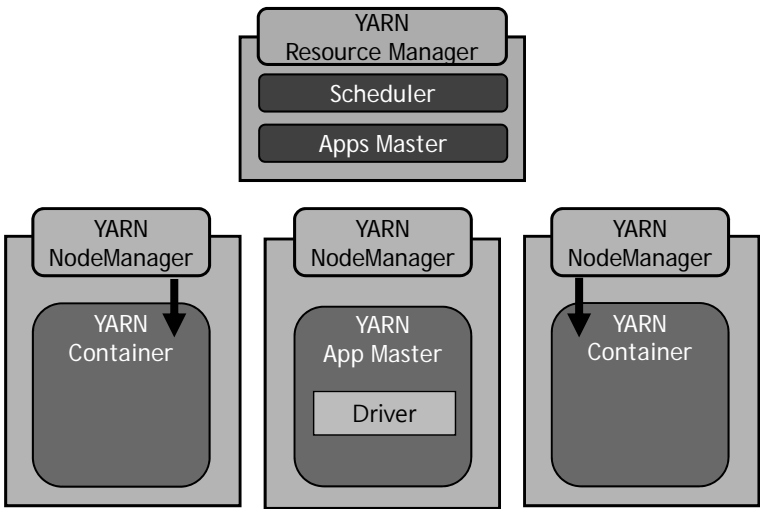 YARN
Resource Manager
Scheduler
Apps Master
YARN
NodeManager
YARN
Container
YARN
NodeManager
YARN
App Master
Driver
YARN
NodeManager
YARN
Container